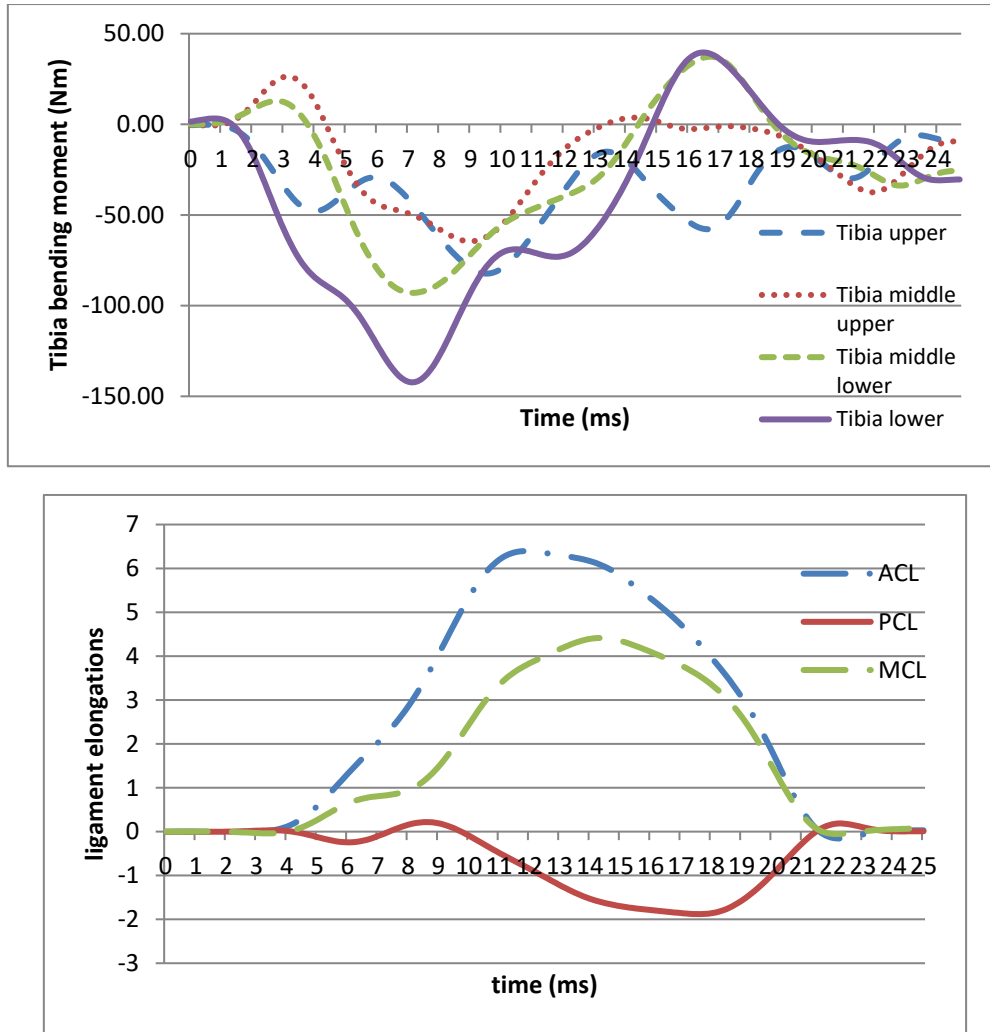 50.00
0.00
-50.00
-100.00
-150.00
Tibia bending moment (Nm)
0 1 2 3 4 5 6 7 8 9 10 11 12 13 14 15 16 17 19 20 21 22 23 24
Time (ms)
Tibia upper
Tibia middle
upper
Tibia middle
lower
Tibia lower
7
6
5
4
3
2
1
0
-1
-2
-3
ligament elongations
0 1 2 3 4 5 6 7 8 9 10 11 12 13 14 15 16 17 18 19 20 21 22 23 24 25
time (ms)
ACL
PCL
MCL